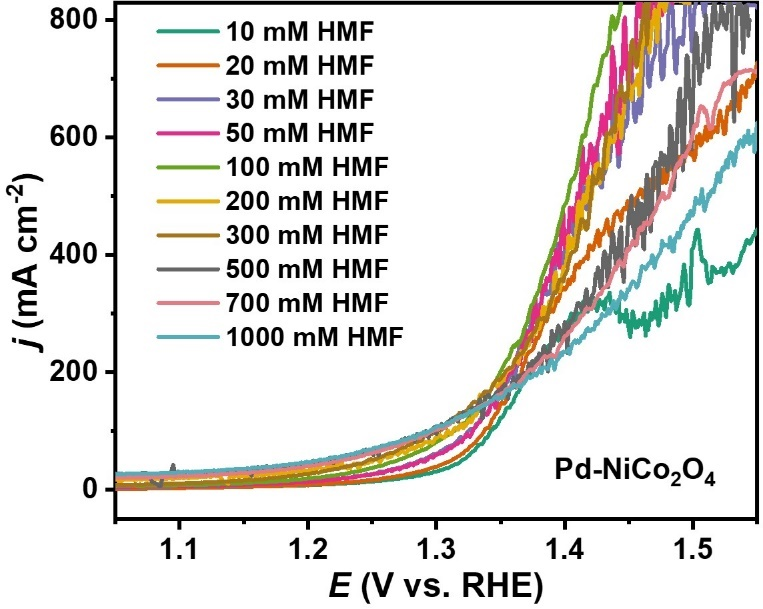 800
600
400
200
0
j (mA cm-2)
10 mM HMF
20 mM HMF
30 mM HMF
50 mM HMF
100 mM HMF
200 mM HMF
300 mM HMF
500 mM HMF
700 mM HMF
1000 mM HMF
Pd-NiCo2O4
1.1 1.2 1.3 1.4 1.5
E (V vs. RHE)